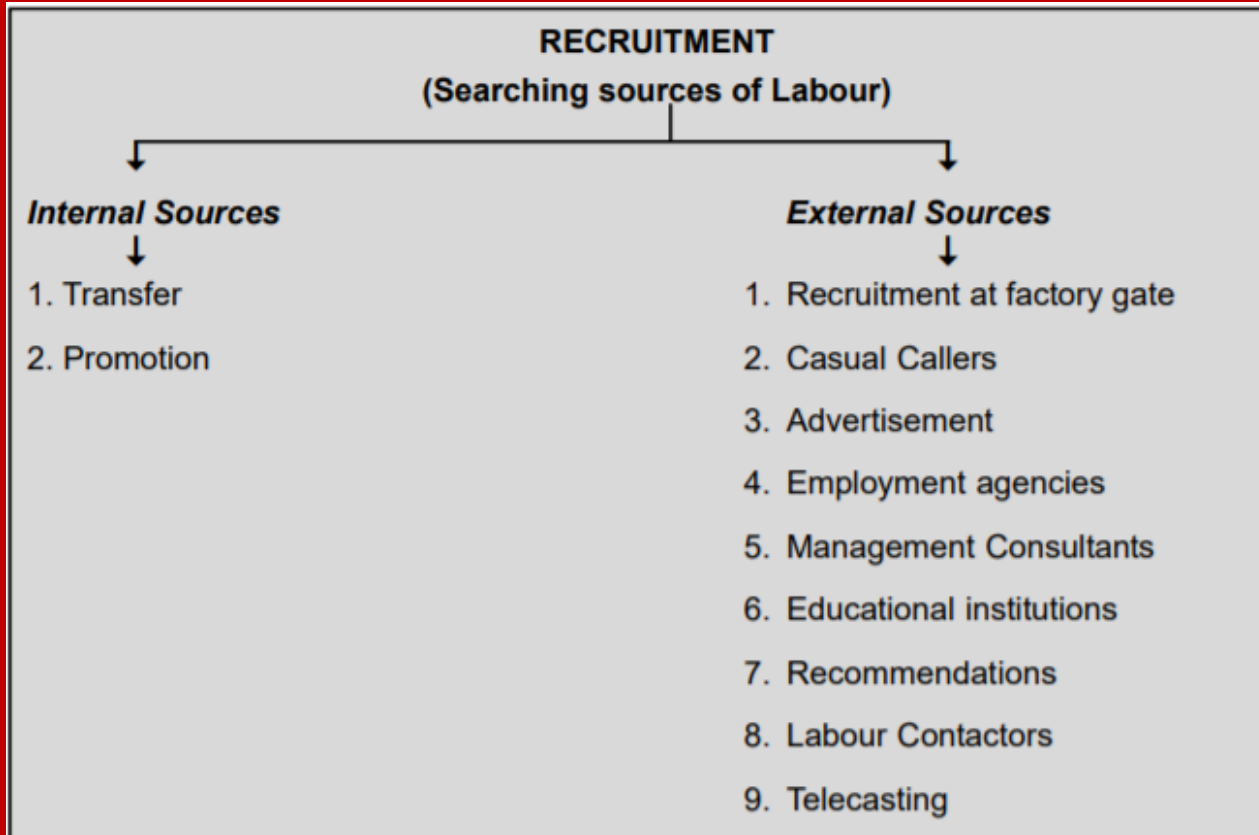 RECRUITMENT
(Searching sources of Labour)
Internal Sources
1. Transfer
2. Promotion
External Sources
1. Recruitment at factory gate
2. Casual Callers
3. Advertisement
4. Employment agencies
5. Management Consultants
6. Educational institutions
7. Recommendations
8. Labour Contactors
9. Telecasting